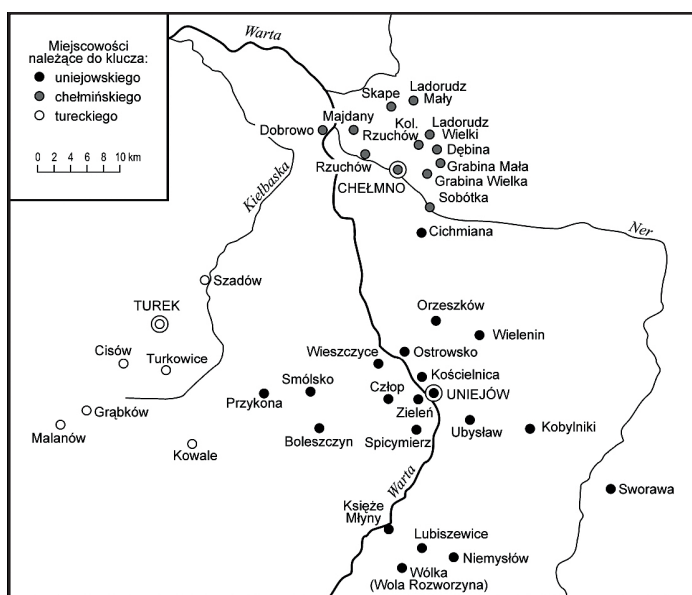 Miejscowości
należące do klucza:
uniejowskiego
chełmińskiego
tureckiego
0 2 4 6 8 10 km
Warta
Skape
Ladorudz
Mały
Majdany
Kol.
Rzuchów
Ladorudz
Wielki
Dobrowo
Dębina
Rzuchów
Grabina Mała
CHEŁMNO
Grabina Wielka
Sobótka
Kiełbaska
Cichmiana
Ner
Szadów
TUREK
Orzeszków
Wielenin
Cisów
Turkowice
Wieszczyce
Ostrowsko
Kościelnica
Smólsko
Człop
UNIEJÓW
Przykona
Zieleń
Grąbków
Malanów
Kowale
Boleszczyn
Spicymierz
Ubysław
Kobylniki
Warta
Sworawa
Księże
Młyny
Lubiszewice
Niemysłów
Wólka
(Wola Rozworzyna)